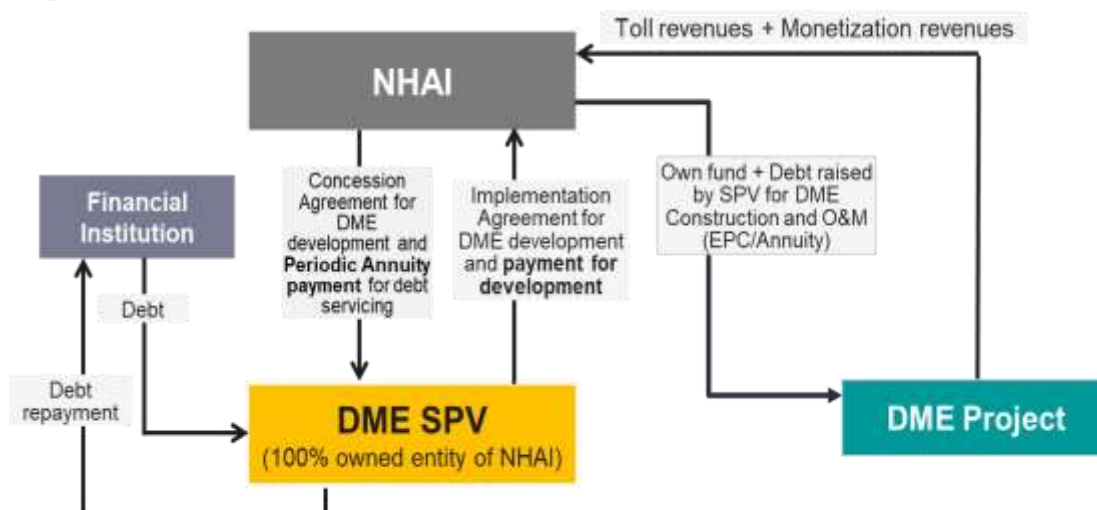 Toll revenues + Monetization revenues
NHAI
Financial
Institution
Concession
Agreement for
DME
development and
Periodic Annuity
payment for debt
servicing
Implementation
Agreement for
DME development
and payment for
development
Own fund + Debt raised
by SPV for DME
Construction and O&M
(EPC/Annuity)
Debt
Debt
repayment
DME SPV
(100% owned entity of NHAI)
DME Project